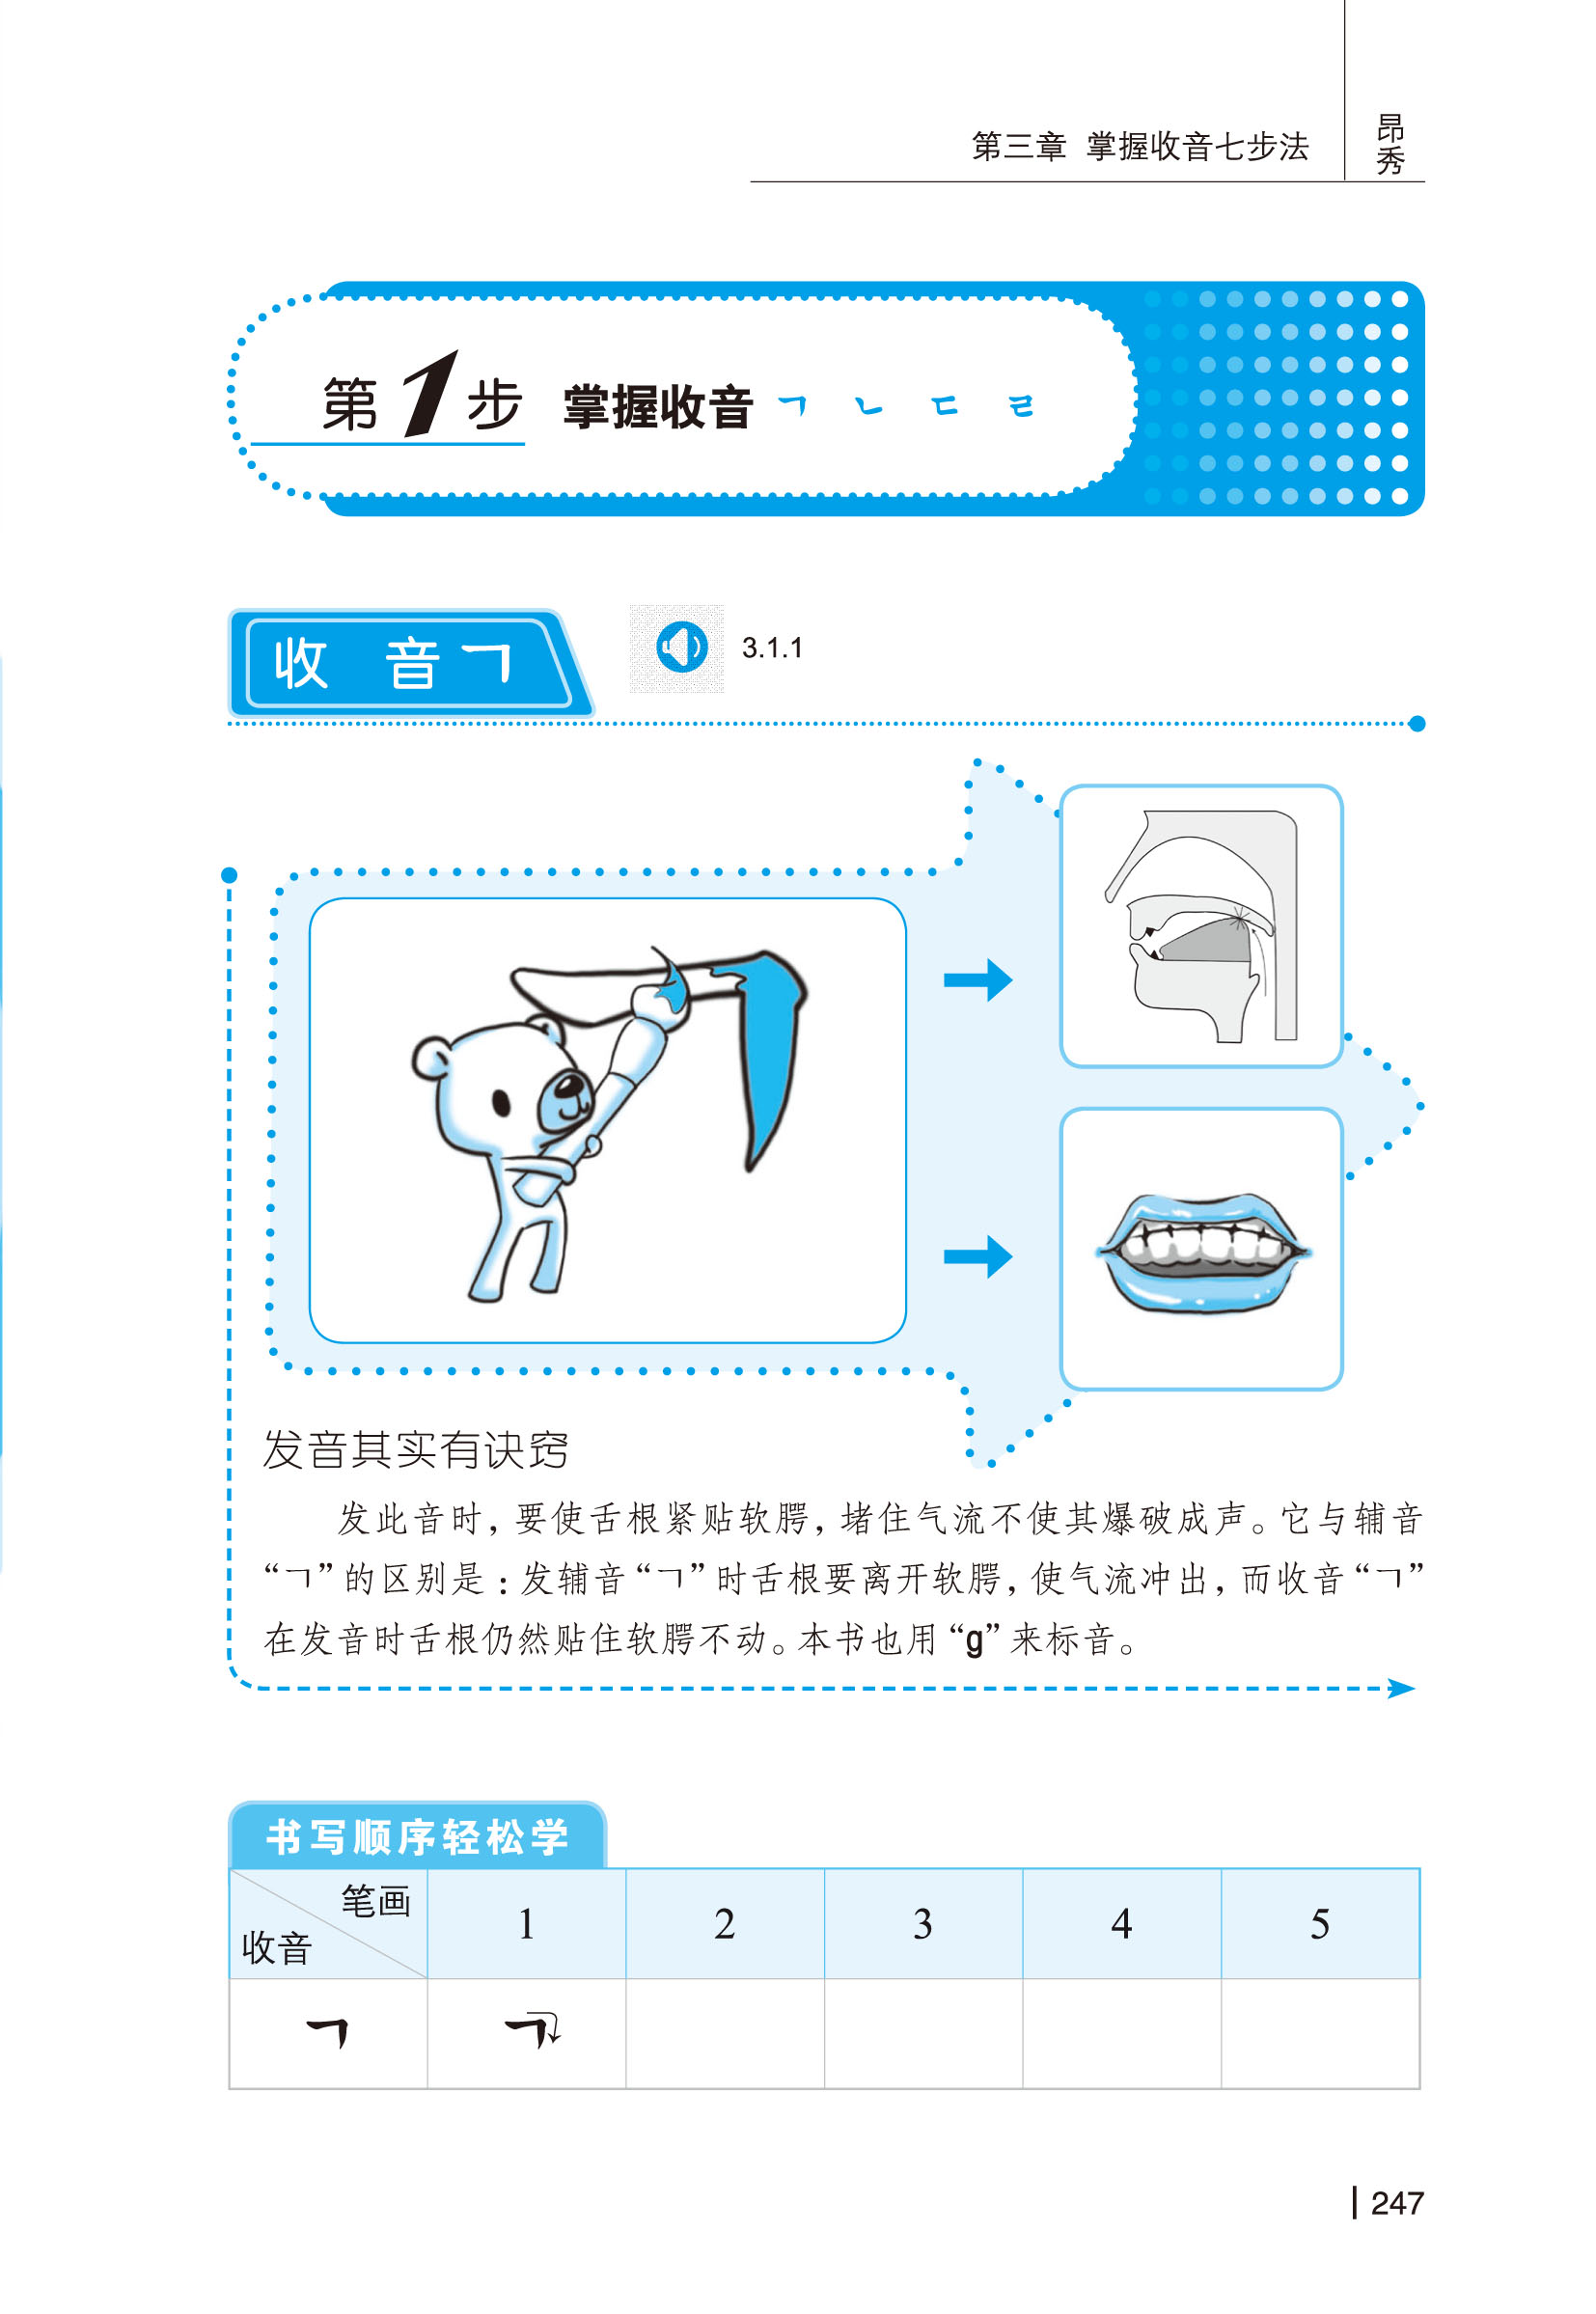 第三章 掌握收音七步法
昂秀
第1步 掌握收音 ㄱ ㄴ ㄷ ㄹ
收 音 ㄱ
3.1.1
发音其实有诀窍
发此音时，要使舌根紧贴软腭，堵住气流不使其爆破成声。它与辅音
“ㄱ”的区别是：发辅音“ㄱ”时舌根要离开软腭，使气流冲出，而收音“ㄱ”
在发音时舌根仍然贴住软腭不动。本书也用“g”来标音。
书写顺序轻松学
笔画 1 2 3 4 5
收音
ㄱ ㄱ
247